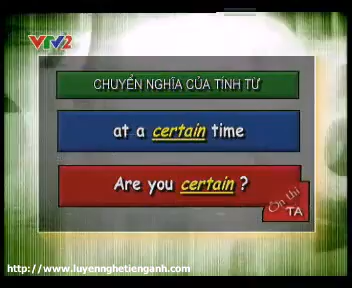 VTV2
CHUYỂN NGHĨA CỦA TÍNH TỪ
at a certain time
Are you certain ?
Ôn thi
TA
http://www.luyennghetienganh.com